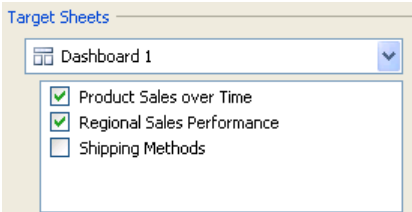 Target Sheets
Dashboard 1
Product Sales over Time
Regional Sales Performance
Shipping Methods